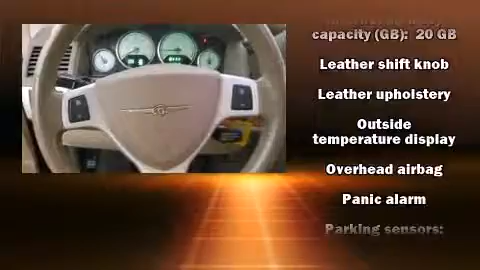 capacity (GB): 20 GB
Leather shift knob
Leather upholstery
Outside
temperature display
Overhead airbag
Panic alarm
Parking sensors: